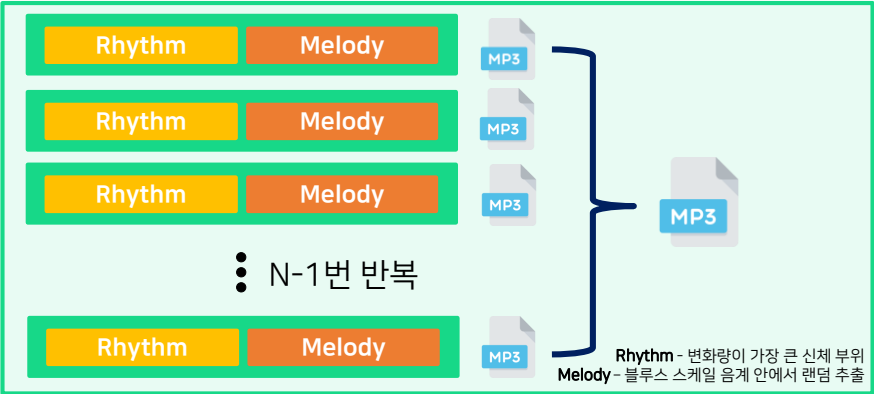 Rhythm Melody MP3
Rhythm Melody MP3
Rhythm Melody MP3
MP3
N-1번 반복
Rhythm Melody MP3
Rhythm - 변화량이 가장 큰 신체 부위
Melody – 블루스 스케일 음계 안에서 랜덤 추출